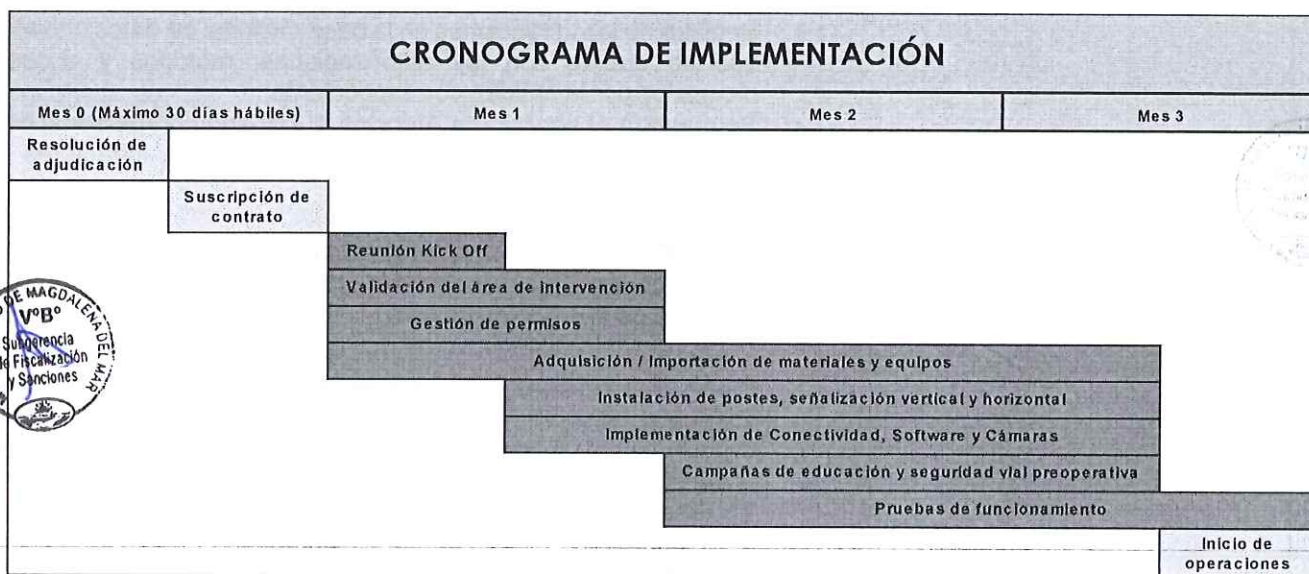 CRONOGRAMA DE IMPLEMENTACIÓN
Mes 0 (Máximo 30 días hábiles) Mes 1 Mes 2 Mes 3
Resolución de
adjudicación
Suscripción de
contrato
Reunión Kick Off
Validación del área de intervención
Gestión de permisos
Adquisición / Importación de materiales y equipos
Instalación de postes, señalización vertical y horizontal
Implementación de Conectividad, Software y Cámaras
Campañas de educación y seguridad vial preoperativa
Pruebas de funcionamiento
Inicio de
operaciones
DE MAGDALENA DEL MAR
V°B°
Subgerencia
de Fiscalización
y Sanciones